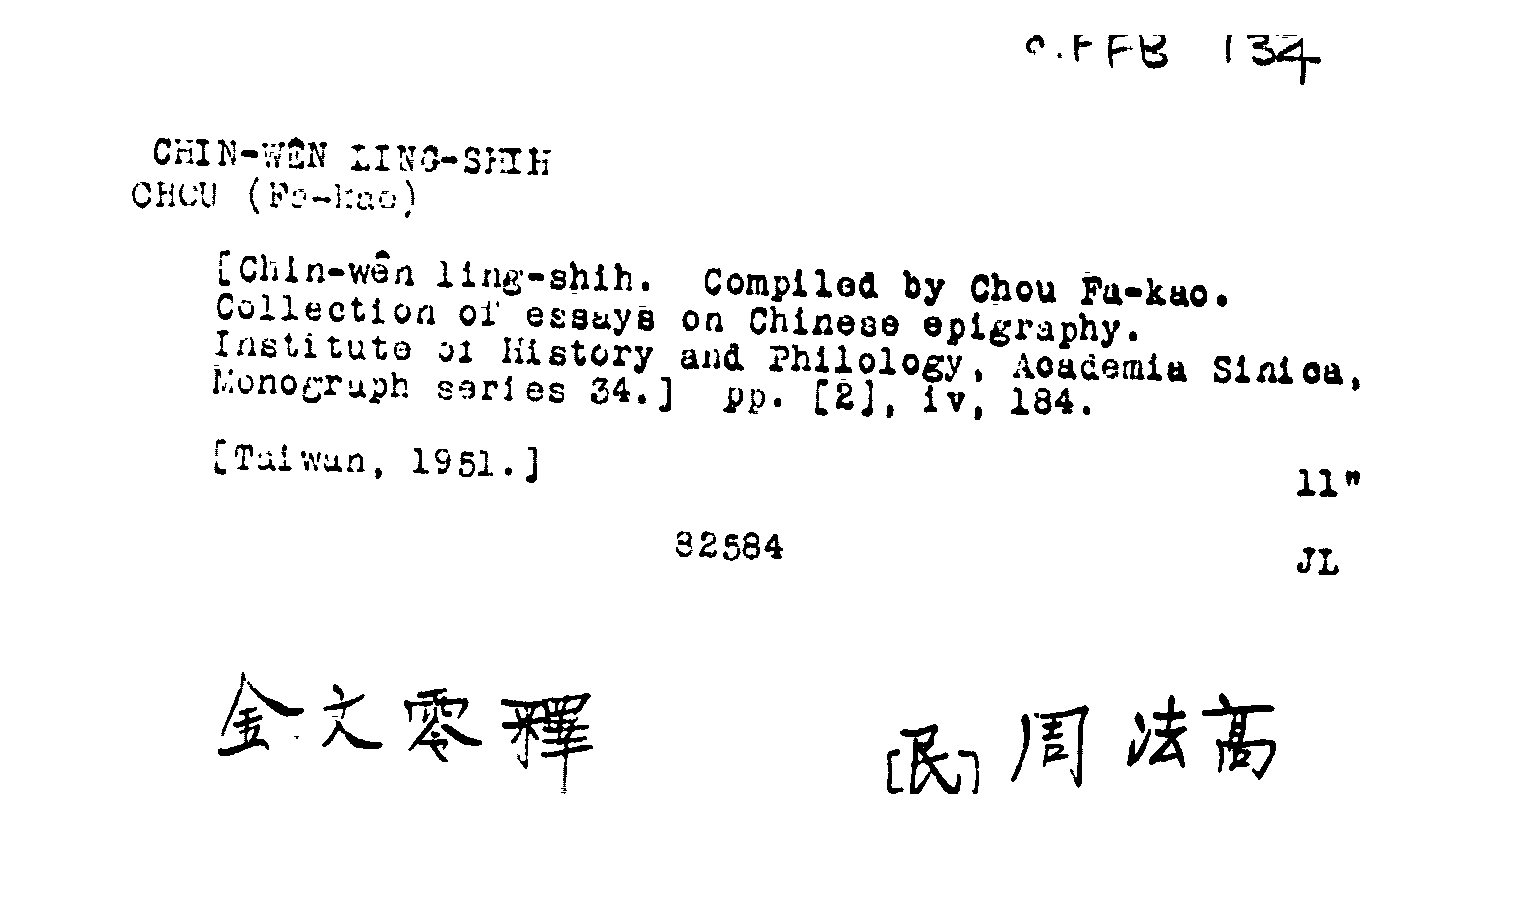 C.FFB 134
CHIN-WÊN LING-SHIH
CHOU (Fa-kao)
[Chin-wên ling-shih. Compiled by Chou Fa-kao.
Collection of essays on Chinese epigraphy.
Institute of History and Philology, Academia Sinica,
Monograph series 34.] pp. [2], iv, 184.
[Taiwan, 1951.]
11"
82584
JL
金文零釋 [民]周法高